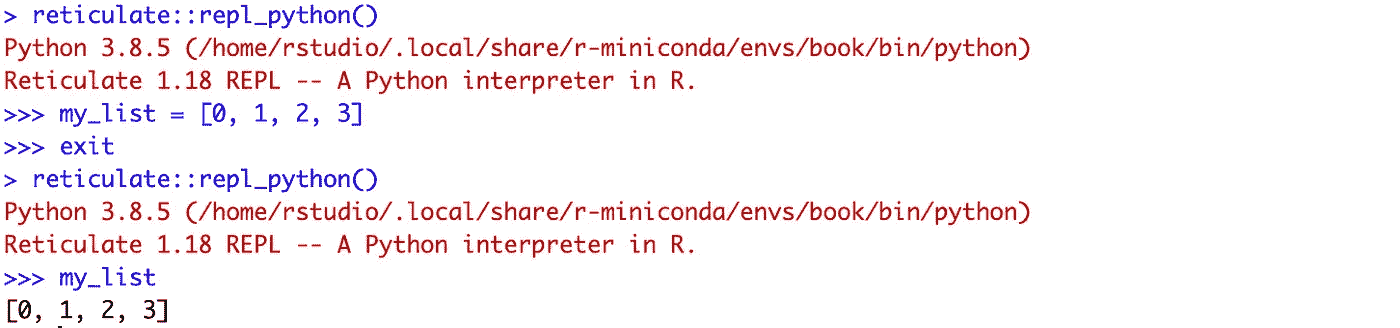 > reticulate::repl_python()
Python 3.8.5 (/home/rstudio/.local/share/r-miniconda/envs/book/bin/python)
Reticulate 1.18 REPL -- A Python interpreter in R.
>>> my_list = [0, 1, 2, 3]
>>> exit
> reticulate::repl_python()
Python 3.8.5 (/home/rstudio/.local/share/r-miniconda/envs/book/bin/python)
Reticulate 1.18 REPL -- A Python interpreter in R.
>>> my_list
[0, 1, 2, 3]